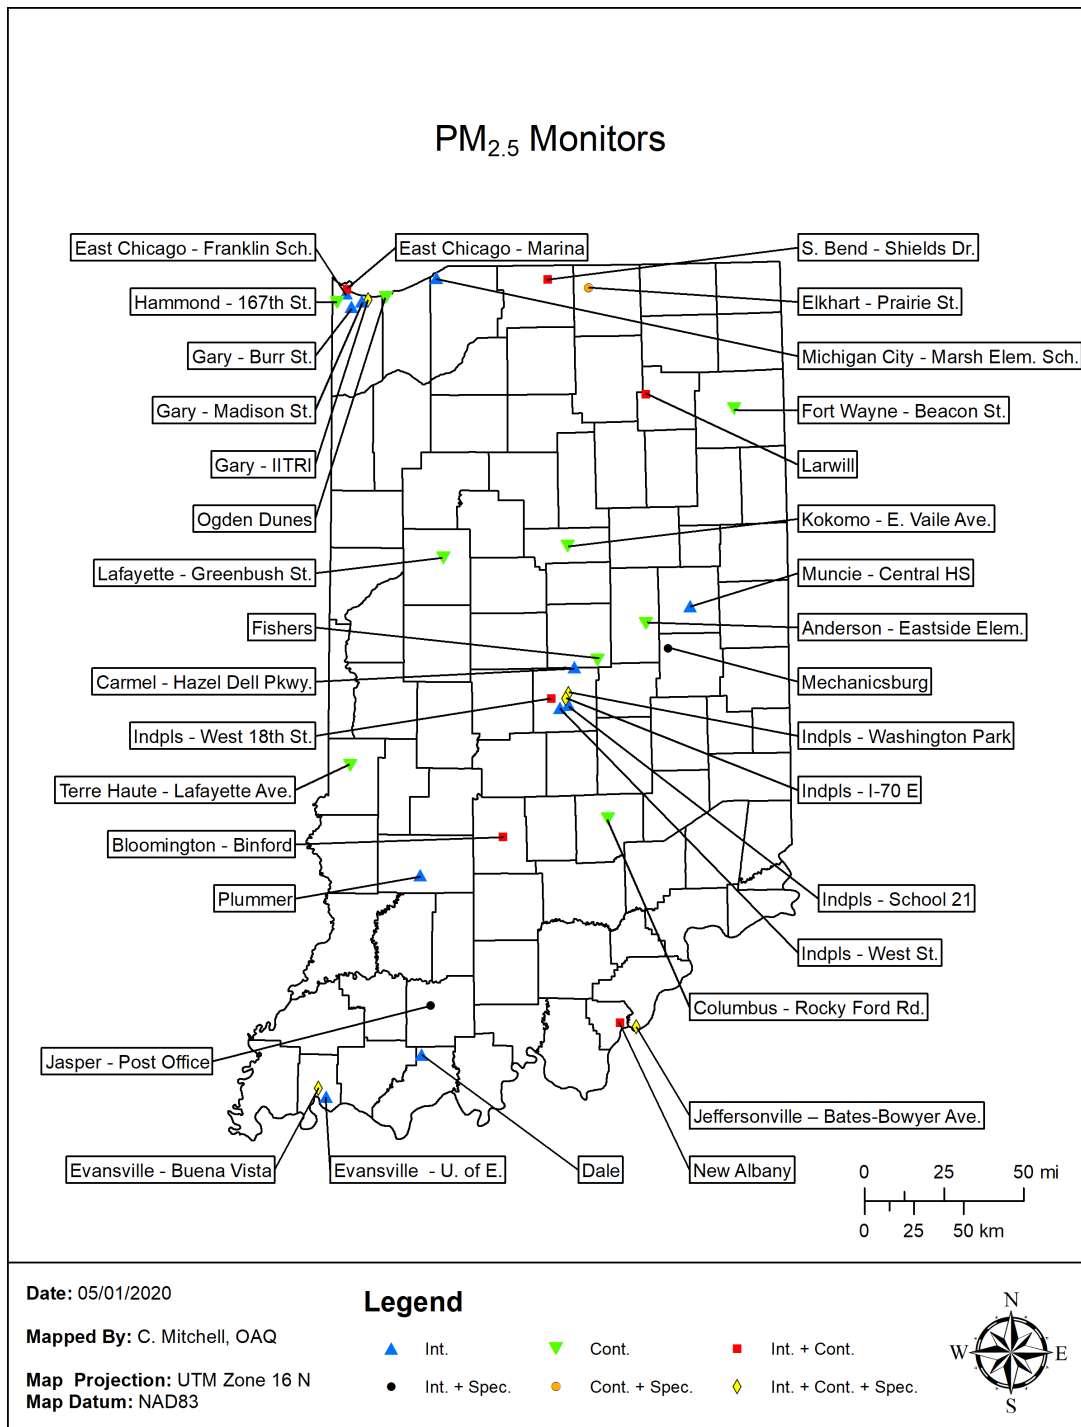 PM2.5 Monitors
East Chicago - Franklin Sch.
East Chicago - Marina
S. Bend - Shields Dr.
Hammond - 167th St.
Elkhart - Prairie St.
Gary - Burr St.
Michigan City - Marsh Elem. Sch.
Gary - Madison St.
Fort Wayne - Beacon St.
Gary - IITRI
Larwill
Ogden Dunes
Kokomo - E. Vaile Ave.
Lafayette - Greenbush St.
Muncie - Central HS
Fishers
Anderson - Eastside Elem.
Carmel - Hazel Dell Pkwy.
Mechanicsburg
Indpls - West 18th St.
Indpls - Washington Park
Terre Haute - Lafayette Ave.
Indpls - I-70 E
Bloomington - Binford
Plummer
Indpls - School 21
Indpls - West St.
Columbus - Rocky Ford Rd.
Jasper - Post Office
Jeffersonville – Bates-Bowyer Ave.
Evansville - Buena Vista
Evansville - U. of E.
Dale
New Albany
0 25 50 mi
0 25 50 km
Date: 05/01/2020
Mapped By: C. Mitchell, OAQ
Map Projection: UTM Zone 16 N
Map Datum: NAD83
Legend
Int.
Cont.
Int. + Cont.
Int. + Spec.
Cont. + Spec.
Int. + Cont. + Spec.
N
W E
S